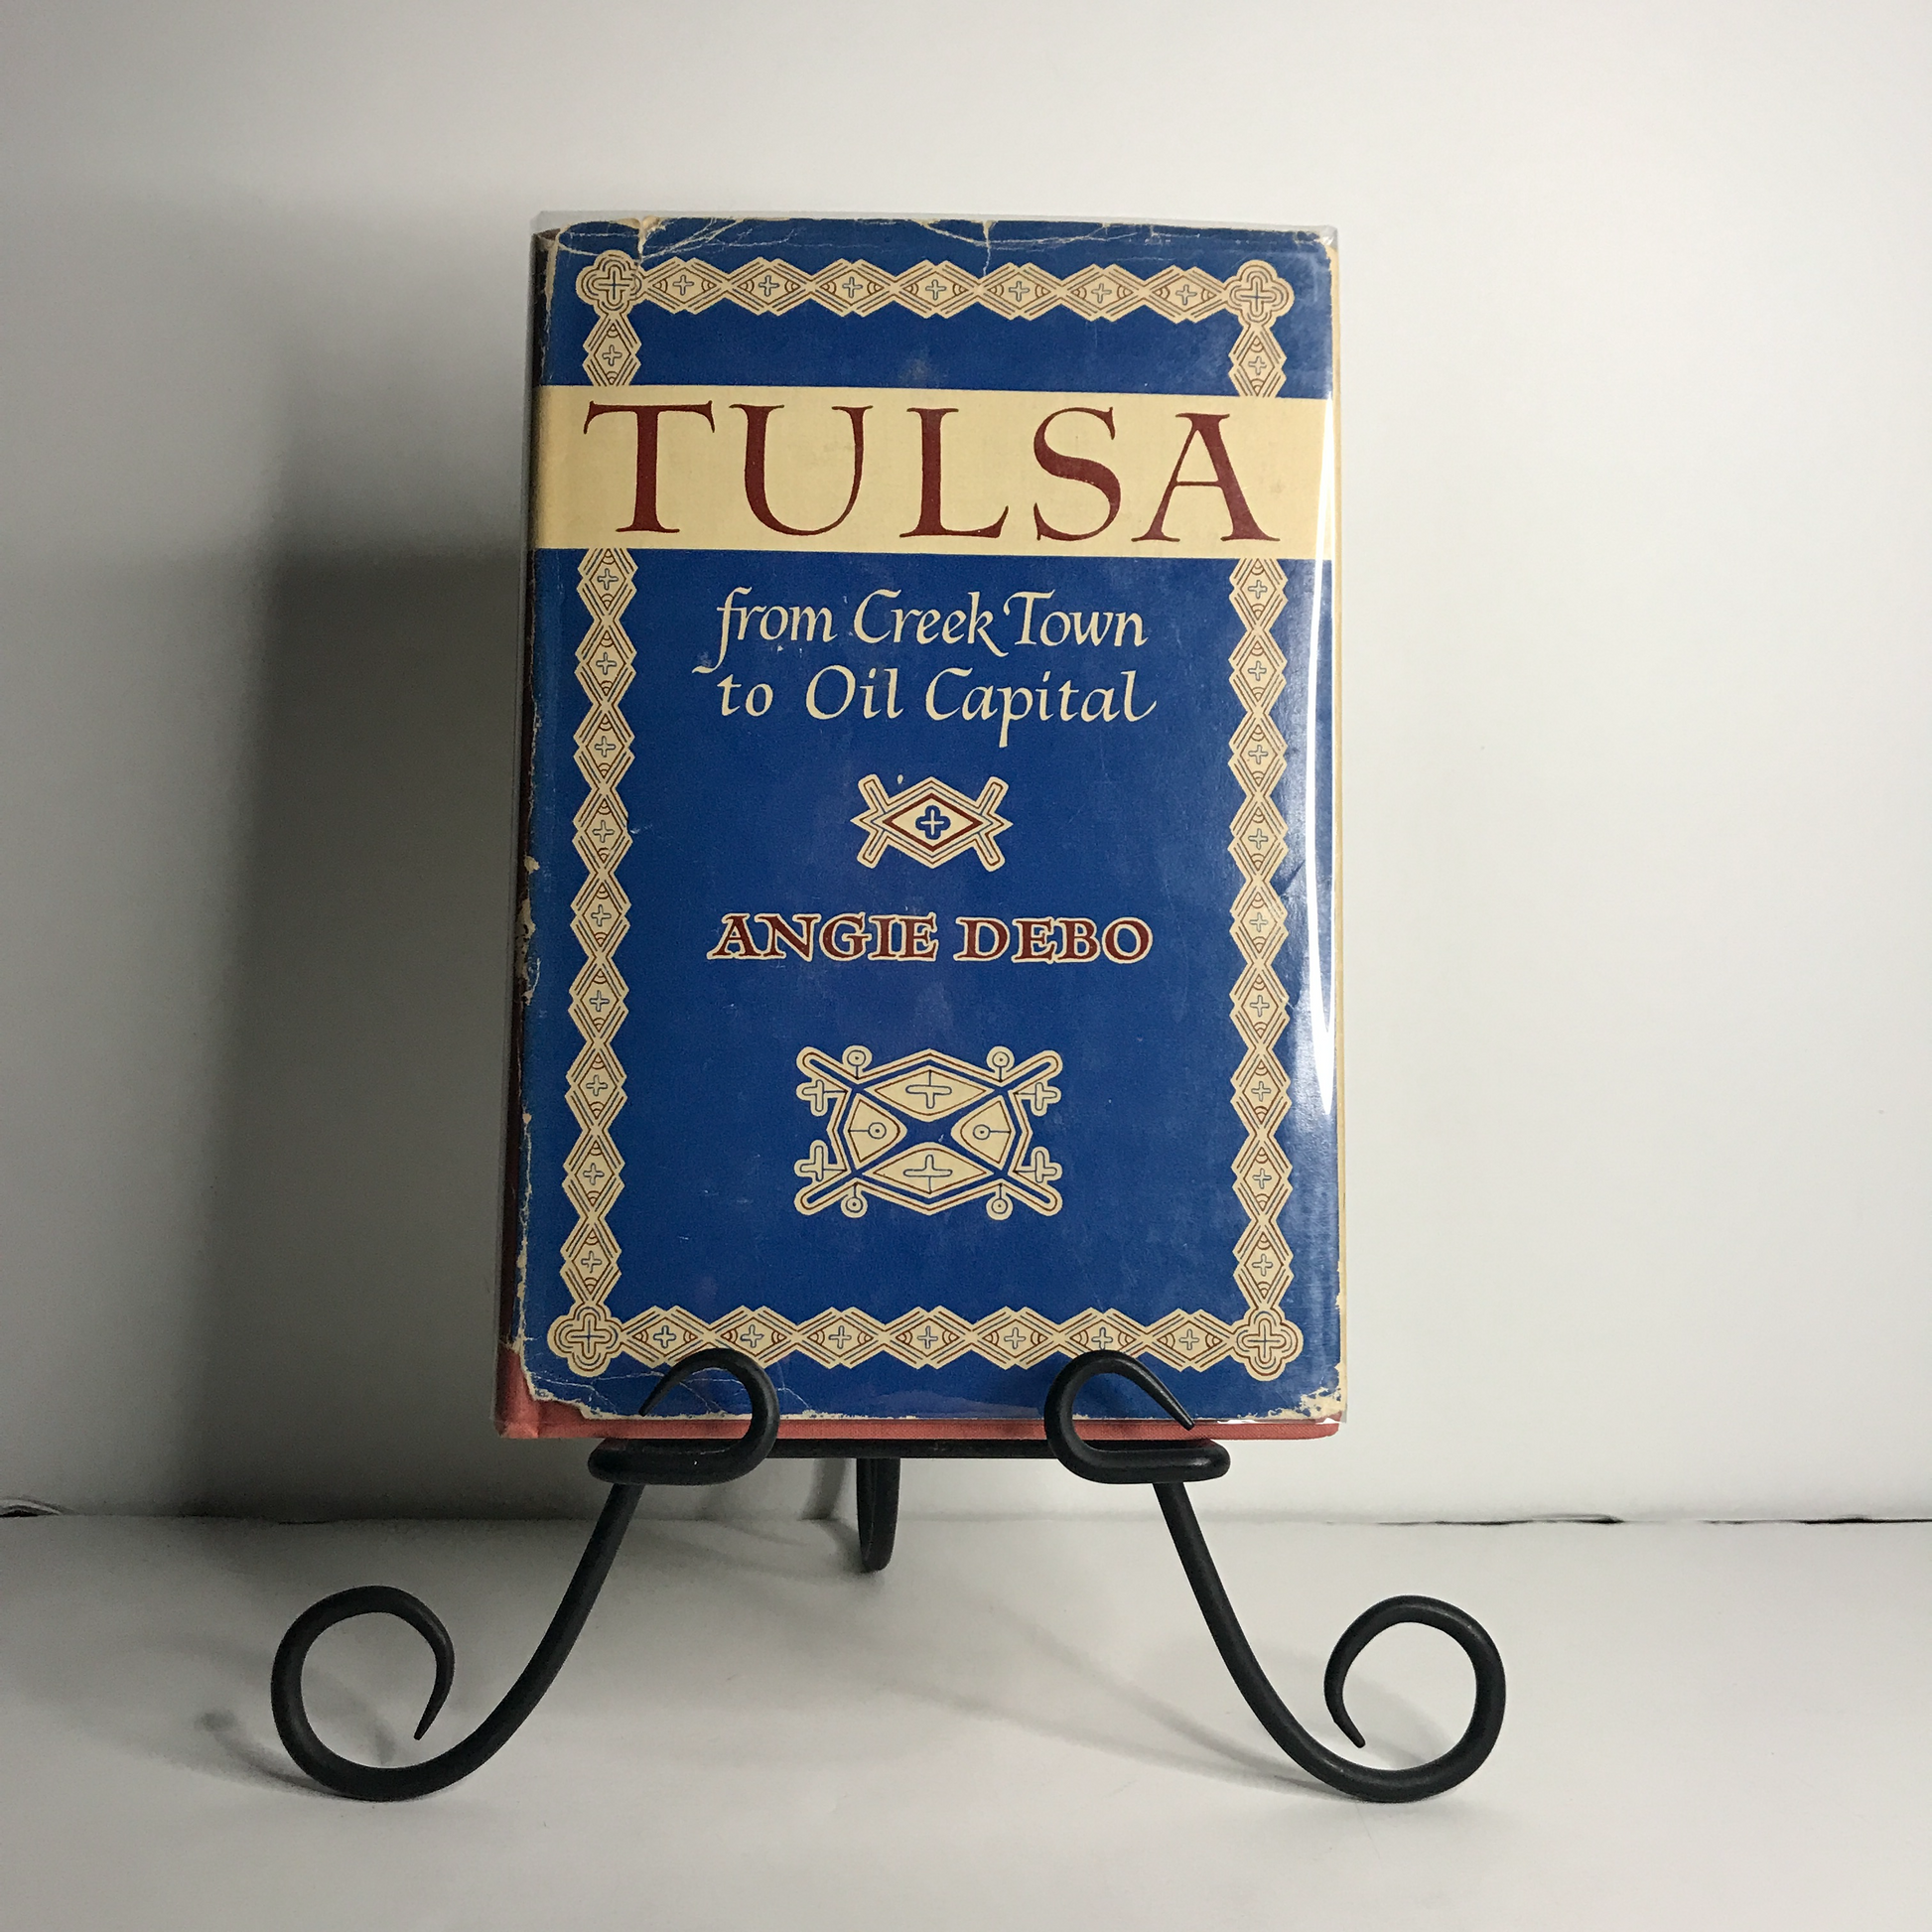 TULSA
from Creek Town
to Oil Capital
ANGIE DEBO